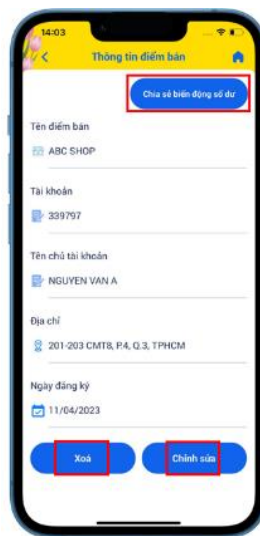 14:03
Thông tin điểm bán
Chia sẻ biến động số dư
Tên điểm bán
ABC SHOP
Tài khoản
339797
Tên chủ tài khoản
NGUYEN VAN A
Địa chỉ
201-203 CMT8, P.4, Q.3, TPHCM
Ngày đăng ký
11/04/2023
Xoá Chỉnh sửa